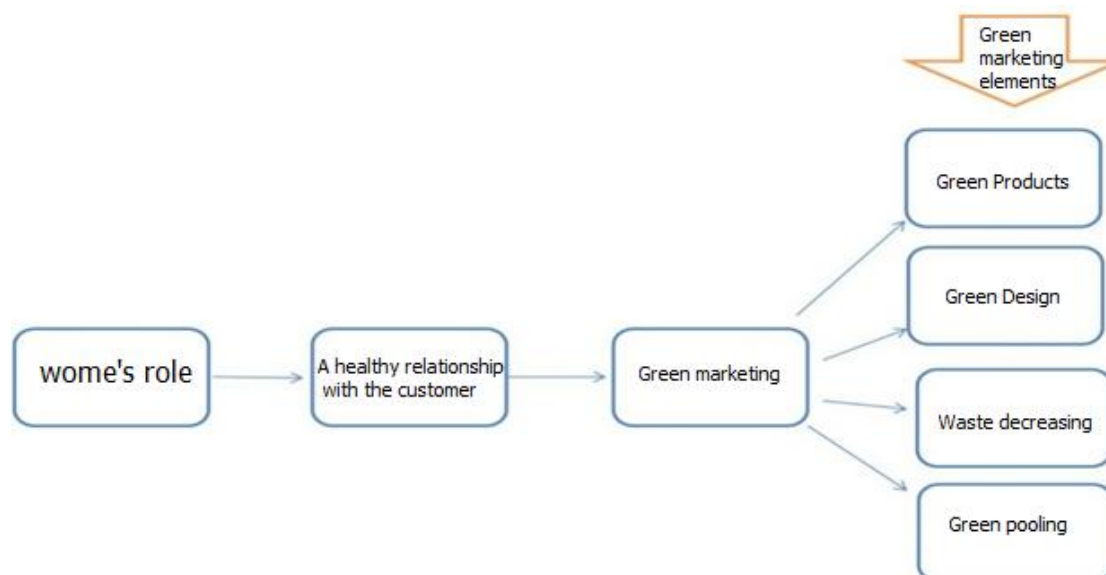 Green
marketing
elements
Green Products
Green Design
wome's role
A healthy relationship
with the customer
Green marketing
Waste decreasing
Green pooling